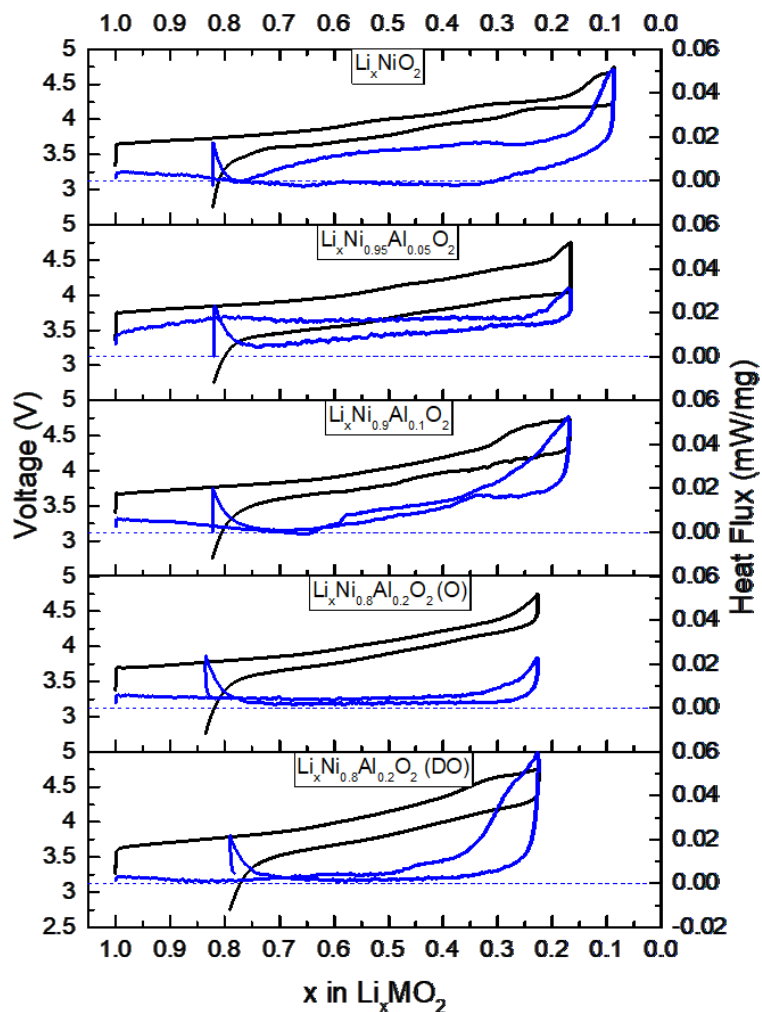 1.0 0.9 0.8 0.7 0.6 0.5 0.4 0.3 0.2 0.1 0.0
Voltage (V)
Heat Flux (mW/mg)
LiₓNiO₂
5 0.06
4.5 0.04
4 0.02
3.5 0.00
3
LiₓNi₀.₉₅Al₀.₀₅O₂
5 0.06
4.5 0.04
4 0.02
3.5 0.00
3
LiₓNi₀.₉Al₀.₁O₂
5 0.06
4.5 0.04
4 0.02
3.5 0.00
3
LiₓNi₀.₈Al₀.₂O₂ (O)
5 0.06
4.5 0.04
4 0.02
3.5 0.00
3
LiₓNi₀.₈Al₀.₂O₂ (DO)
5 0.06
4.5 0.04
4 0.02
3.5 0.00
3
2.5 -0.02
1.0 0.9 0.8 0.7 0.6 0.5 0.4 0.3 0.2 0.1 0.0
x in LiₓMO₂